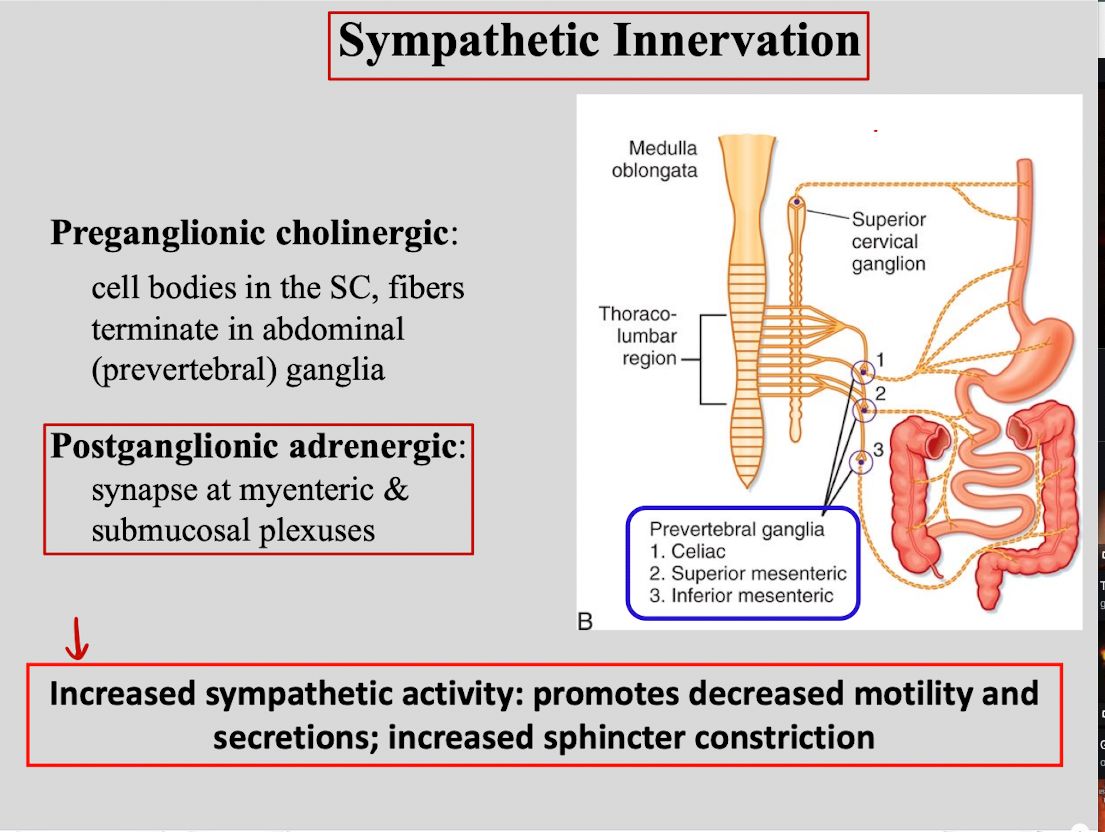 Sympathetic Innervation
Preganglionic cholinergic:
cell bodies in the SC, fibers
terminate in abdominal
(prevertebral) ganglia
Postganglionic adrenergic:
synapse at myenteric &
submucosal plexuses
Medulla
oblongata
Superior
cervical
ganglion
Thoraco-
lumbar
region
1
2
3
Prevertebral ganglia
1. Celiac
2. Superior mesenteric
3. Inferior mesenteric
B
Increased sympathetic activity: promotes decreased motility and
secretions; increased sphincter constriction